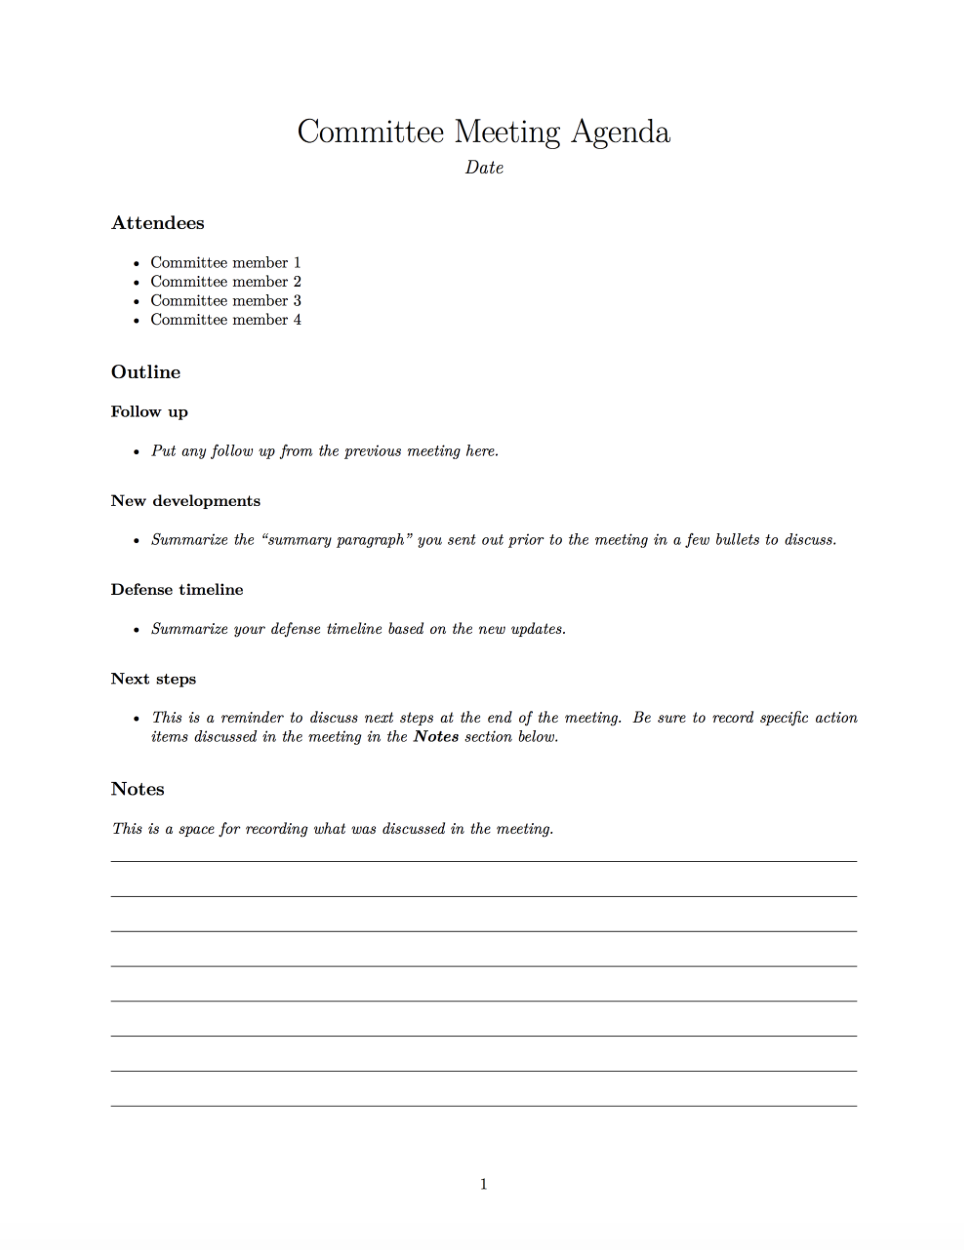 Committee Meeting Agenda
Date
Attendees
• Committee member 1
• Committee member 2
• Committee member 3
• Committee member 4
Outline
Follow up
• Put any follow up from the previous meeting here.
New developments
• Summarize the “summary paragraph” you sent out prior to the meeting in a few bullets to discuss.
Defense timeline
• Summarize your defense timeline based on the new updates.
Next steps
• This is a reminder to discuss next steps at the end of the meeting. Be sure to record specific action
items discussed in the meeting in the Notes section below.
Notes
This is a space for recording what was discussed in the meeting.
1